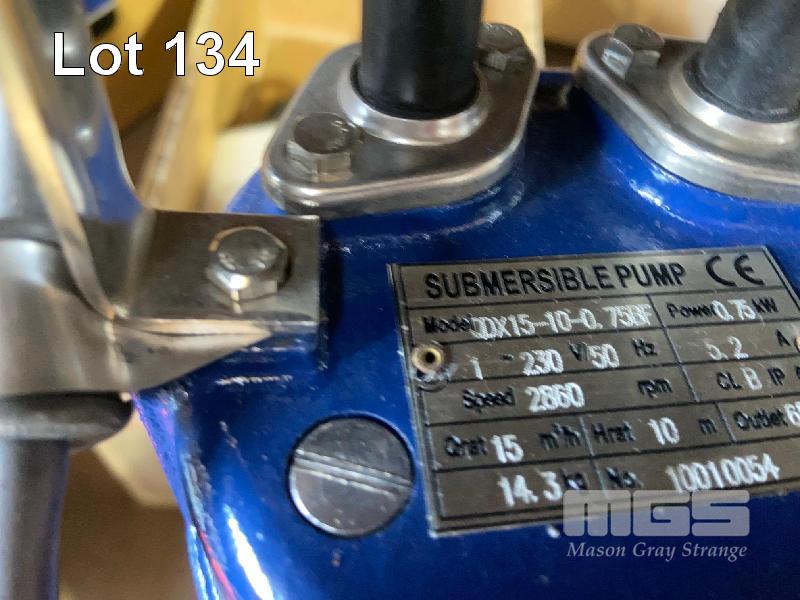 Lot 134
SUBMERSIBLE PUMP CE
Model QDX15-10-0.75BF Power 0.75 kW
1 ~ 230 V/50 Hz 5.2 A
Speed 2860 rpm CL B IP
Qrat 15 m³/h Hrat 10 m Outlet
14.3 kg No. 10010054
MGS
Mason Gray Strange